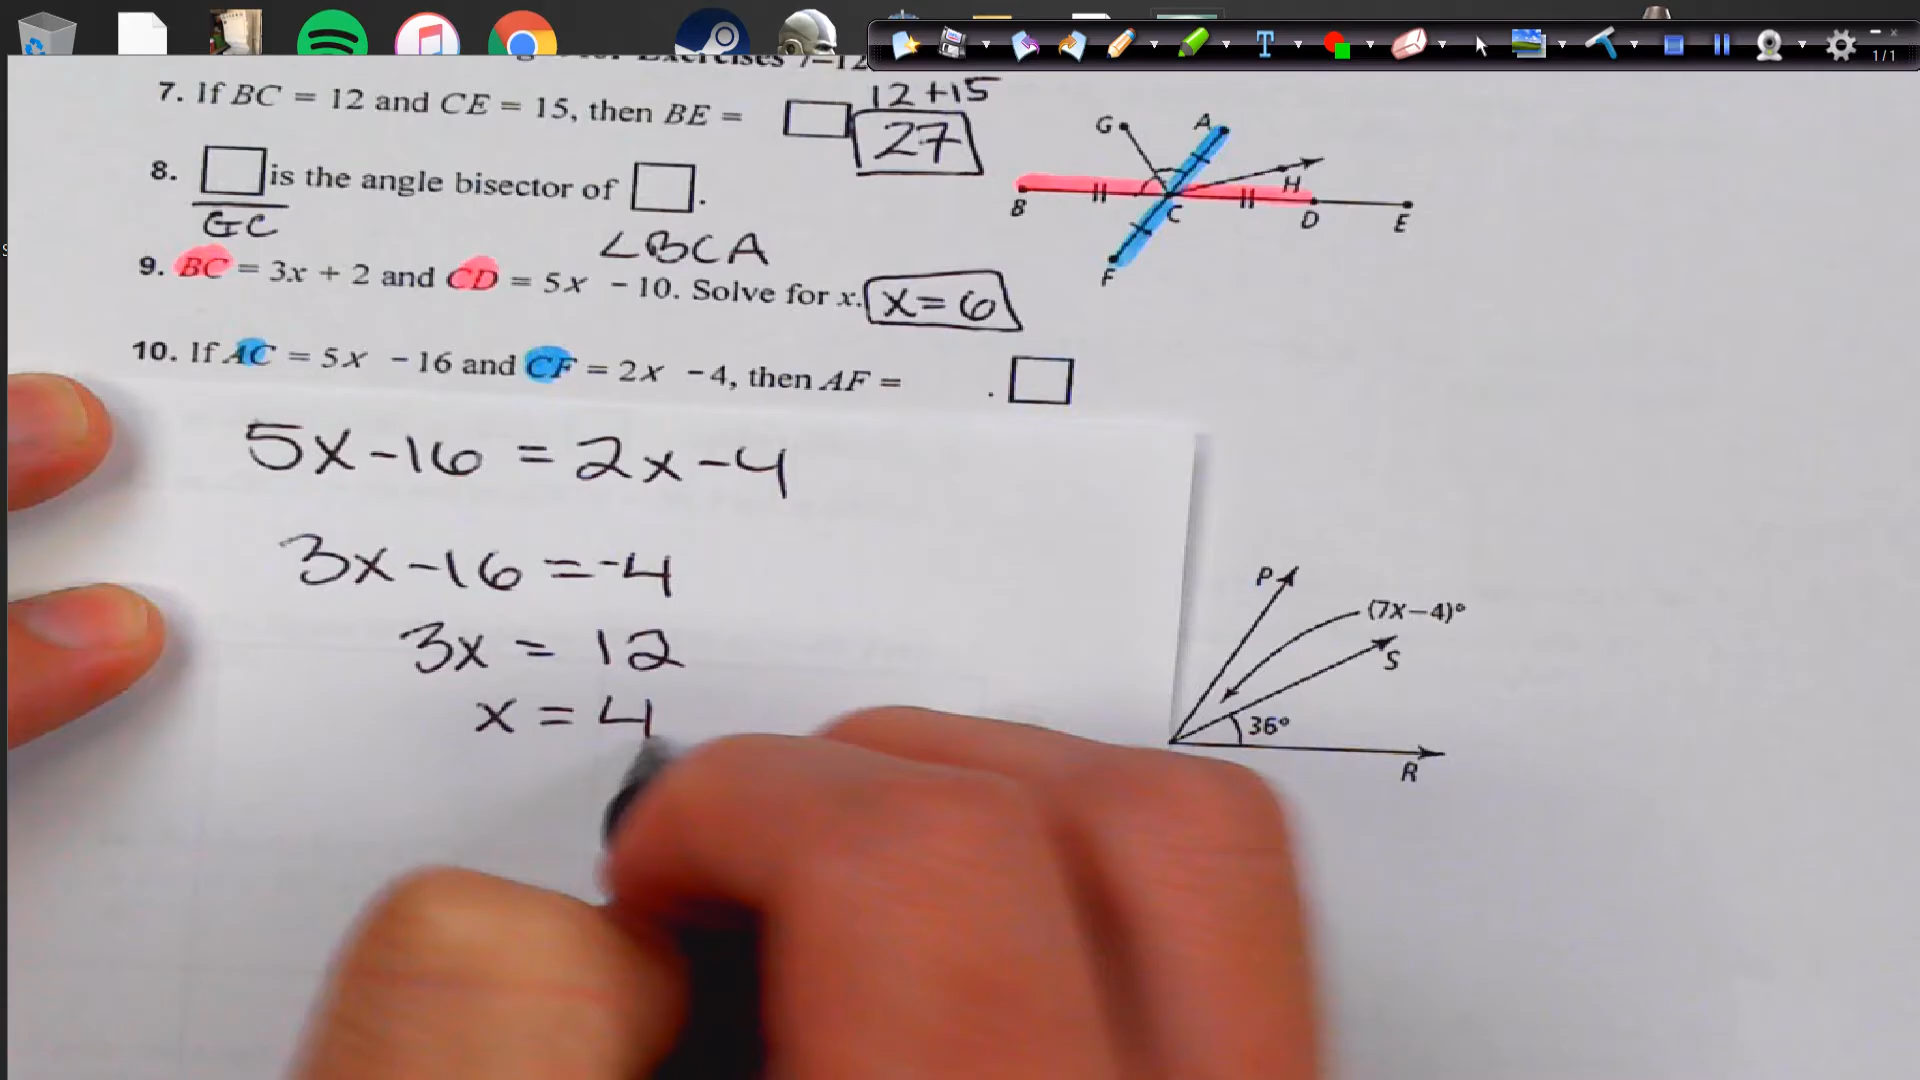 Exercises 7–12
1/1
7. If BC = 12 and CE = 15, then BE =
12+15
27
8. is the angle bisector of .
GC
∠BCA
9. BC = 3x + 2 and CD = 5x - 10. Solve for x.
x = 6
10. If AC = 5x - 16 and CF = 2x - 4, then AF = .
G
A
H
B
C
D
E
F
5x-16 = 2x-4
3x-16 = -4
3x = 12
x = 4
P
(7x-4)°
S
36°
R